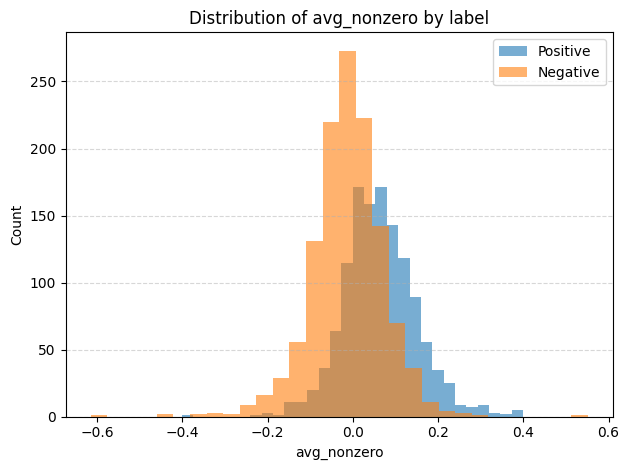 Distribution of avg_nonzero by label
Positive
Negative
250
200
150
100
50
0
Count
−0.6 −0.4 −0.2 0.0 0.2 0.4 0.6
avg_nonzero